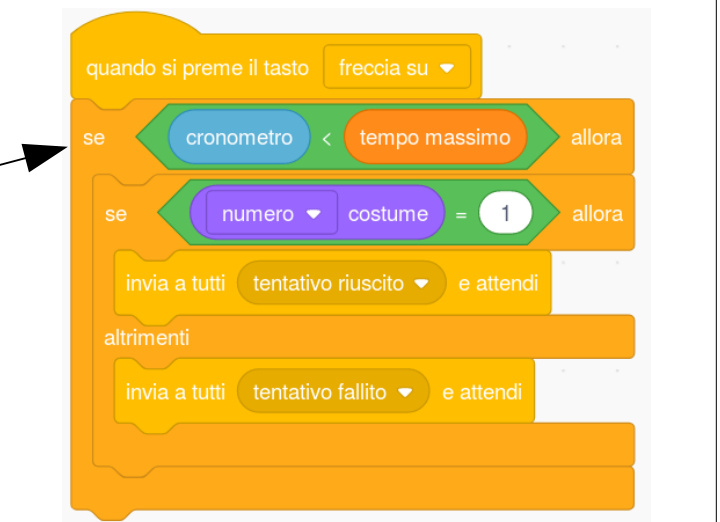 quando si preme il tasto freccia su
se cronometro < tempo massimo allora
se numero costume = 1 allora
invia a tutti tentativo riuscito e attendi
altrimenti
invia a tutti tentativo fallito e attendi